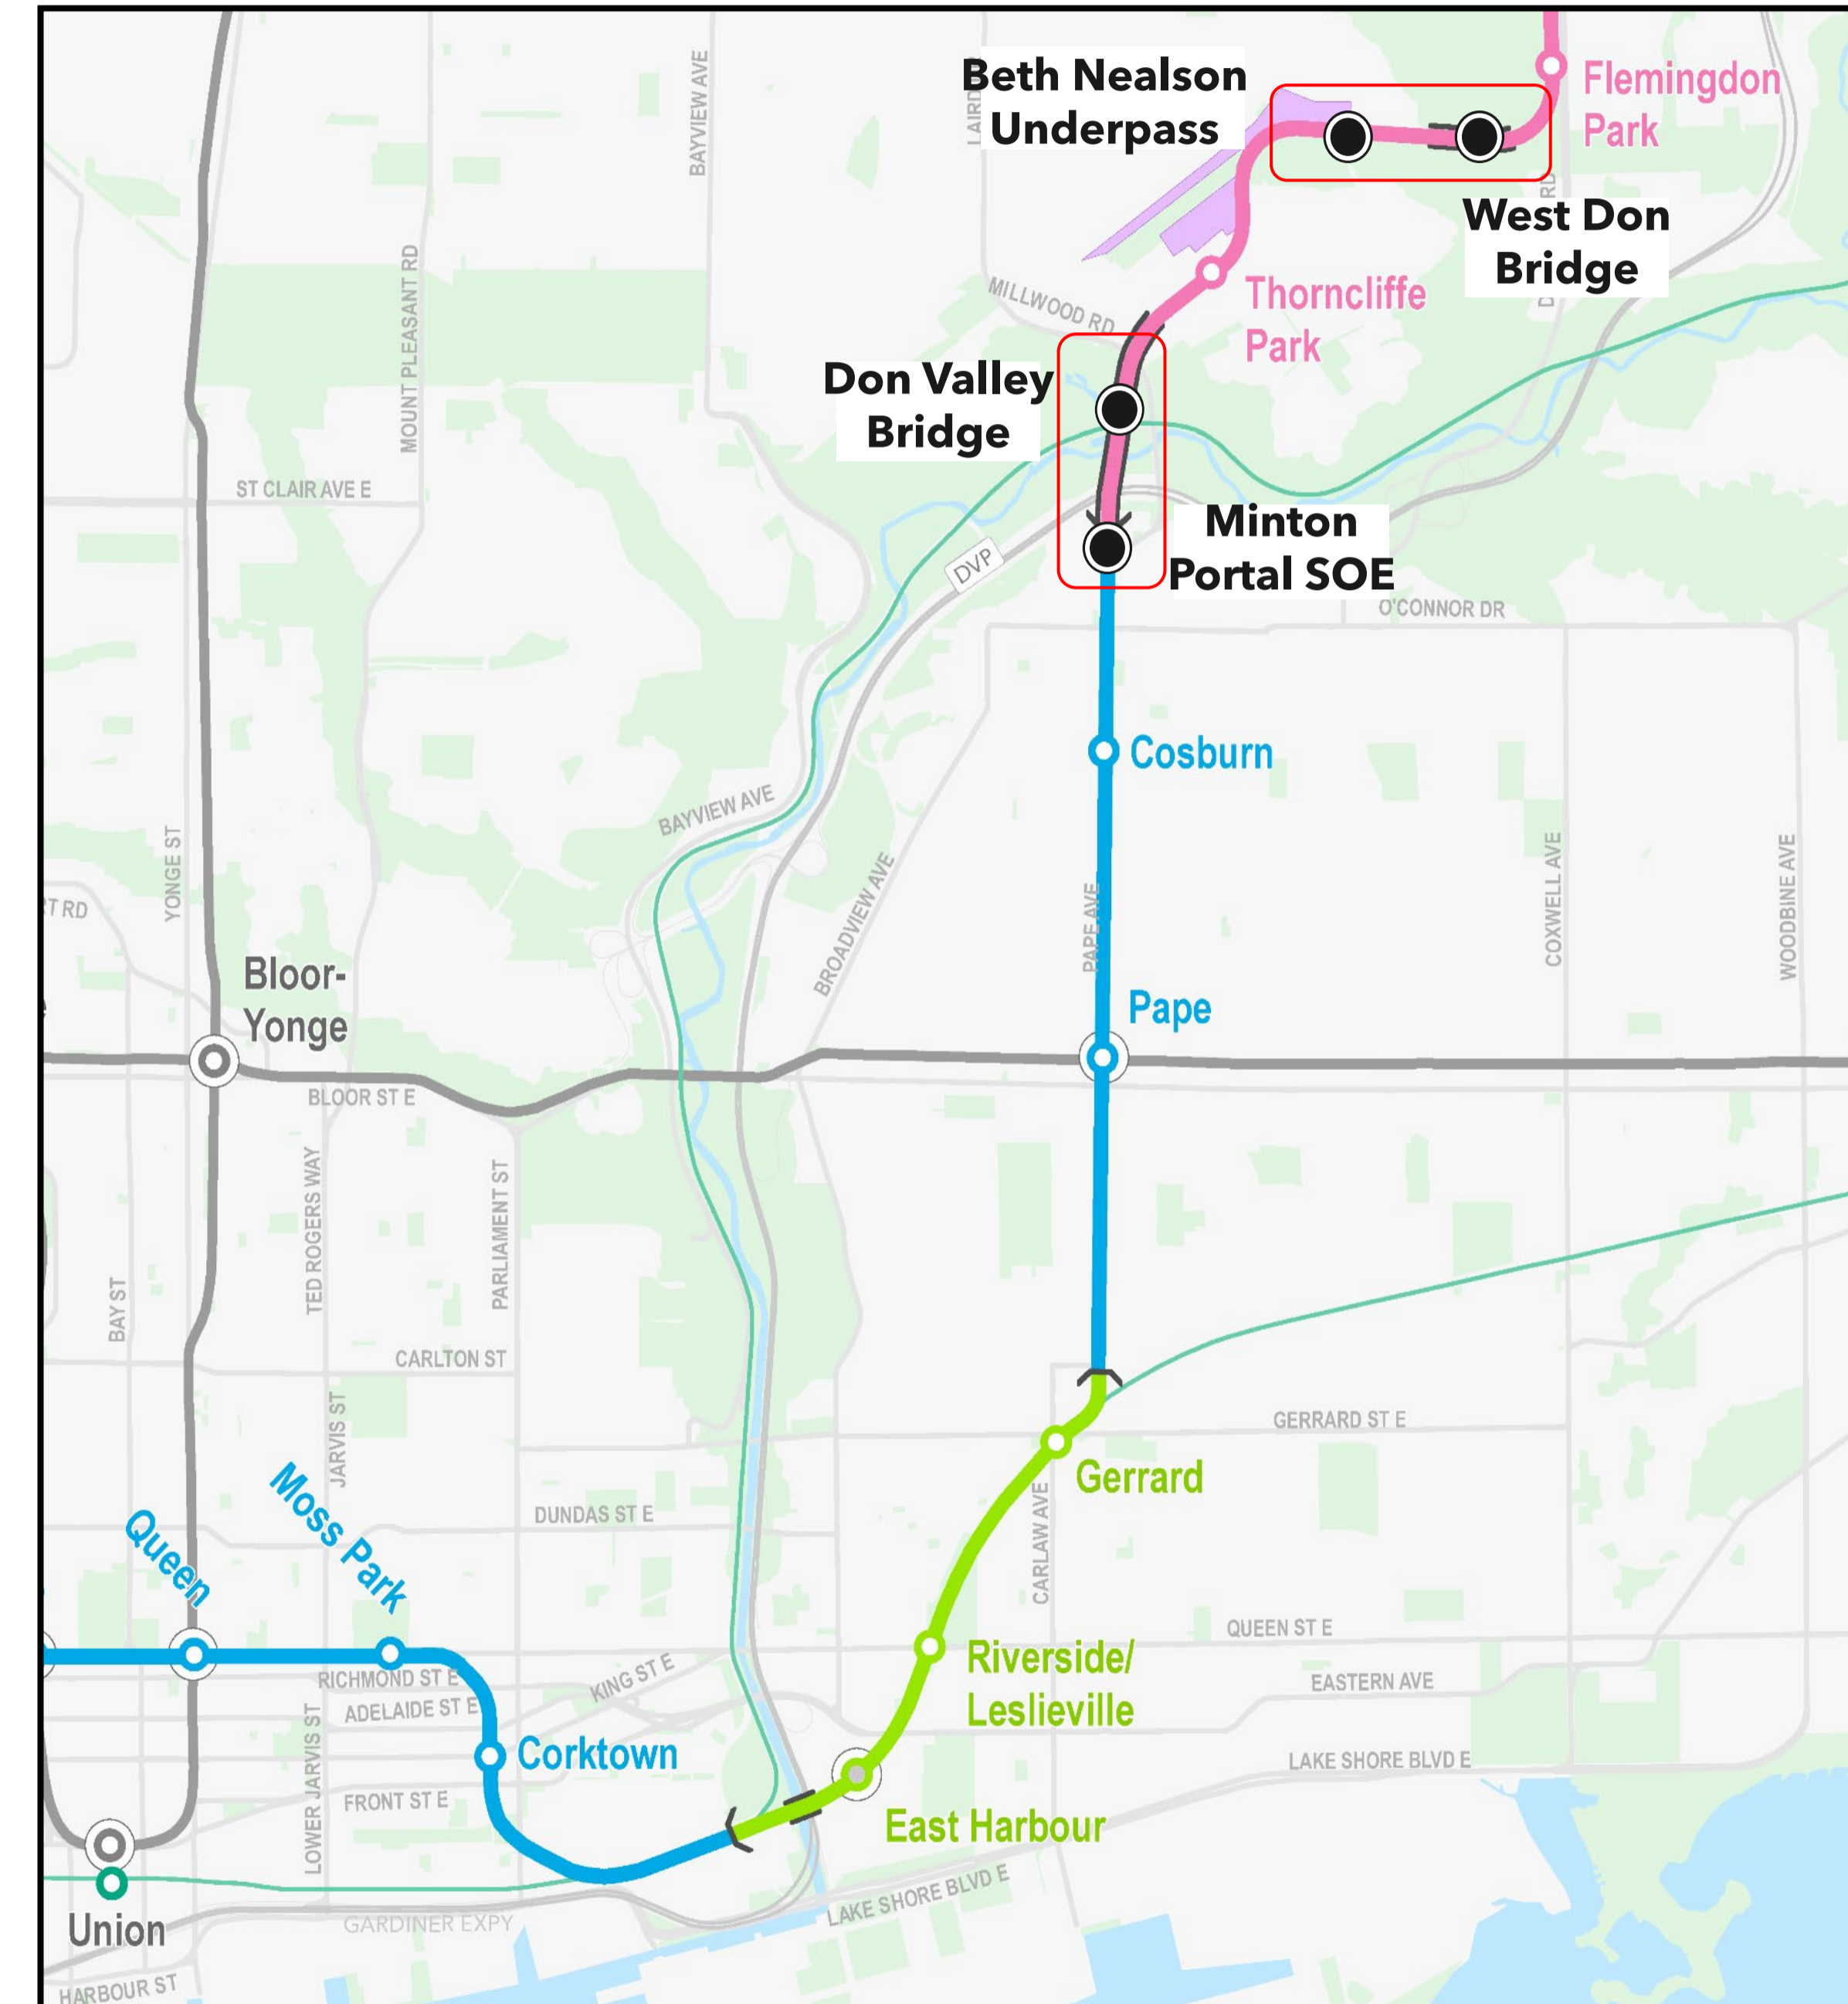 Beth Nealson
Underpass
Flemingdon
Park
BAYVIEW AVE
LAIRD
West Don
Bridge
RD
D
MOUNT PLEASANT RD
MILLWOOD RD
Thorncliffe
Park
Don Valley
Bridge
ST CLAIR AVE E
Minton
Portal SOE
DVP
O'CONNOR DR
Cosburn
BAYVIEW AVE
YONGE ST
T RD
BROADVIEW AVE
PAPE AVE
COXWELL AVE
WOODBINE AVE
Bloor-
Yonge
Pape
BLOOR ST E
TED ROGERS WAY
PARLIAMENT ST
BAY ST
CARLTON ST
JARVIS ST
GERRARD ST E
Gerrard
Moss Park
Queen
DUNDAS ST E
CARLAW AVE
QUEEN ST E
Riverside/
Leslieville
RICHMOND ST E
KING ST E
EASTERN AVE
ADELAIDE ST E
LOWER JARVIS ST
Corktown
LAKE SHORE BLVD E
FRONT ST E
East Harbour
LAKE SHORE BLVD E
Union
GARDINER EXPY
HARBOUR ST